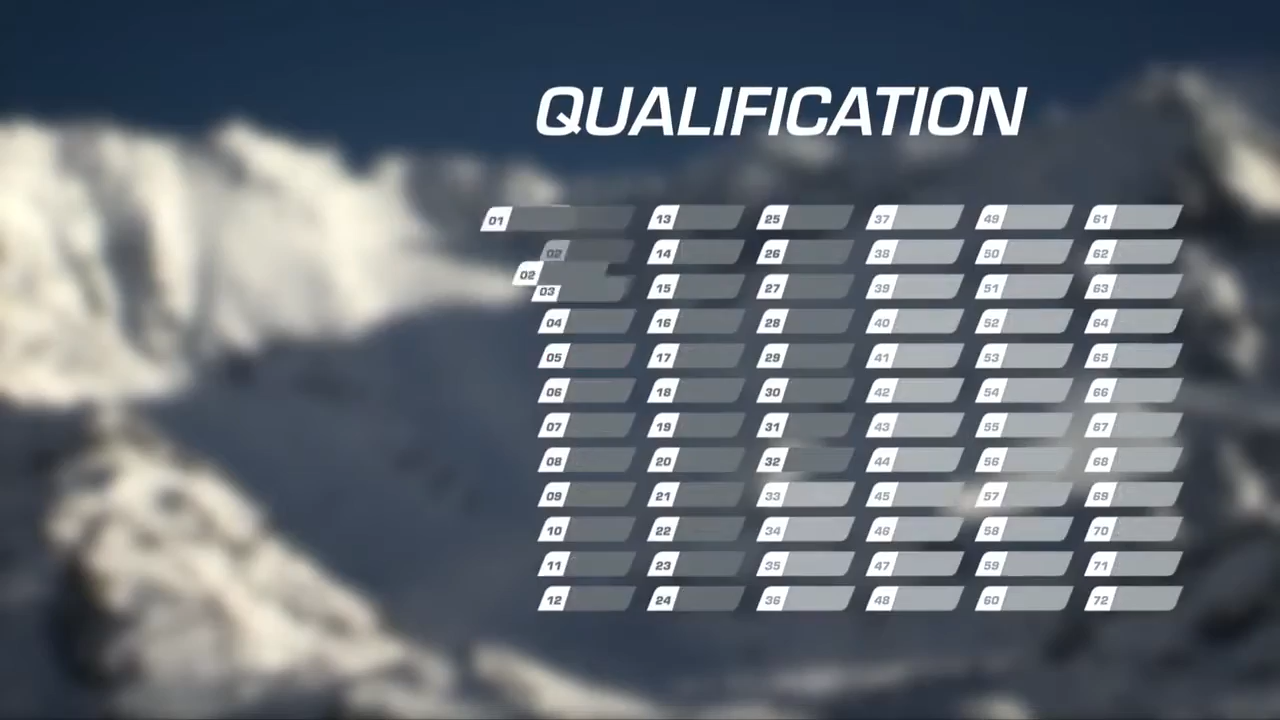 QUALIFICATION
01 13 25 37 49 61
02 14 26 38 50 62
02
03 15 27 39 51 63
04 16 28 40 52 64
05 17 29 41 53 65
06 18 30 42 54 66
07 19 31 43 55 67
08 20 32 44 56 68
09 21 33 45 57 69
10 22 34 46 58 70
11 23 35 47 59 71
12 24 36 48 60 72